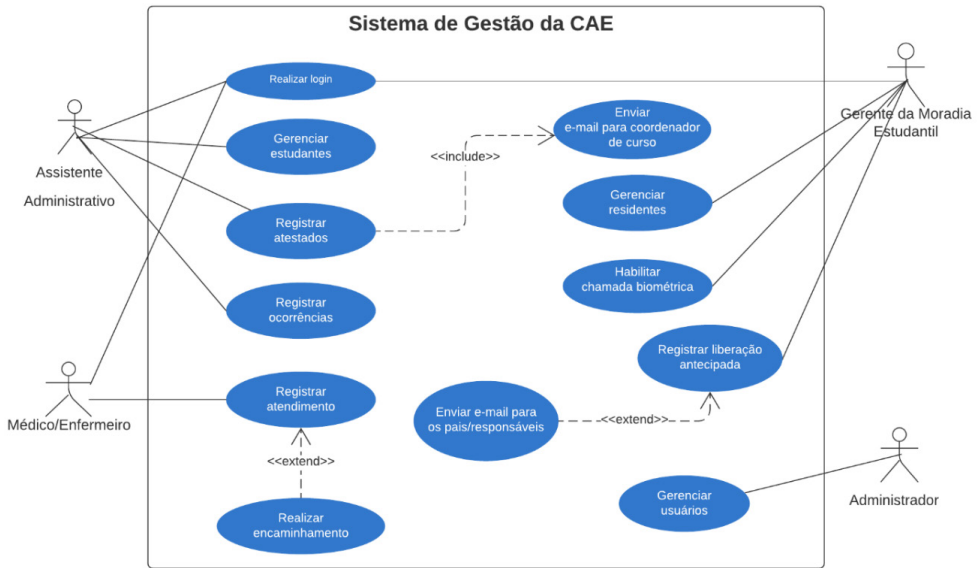 Sistema de Gestão da CAE
Realizar login
Gerenciar
estudantes
Registrar
atestados
Registrar
ocorrências
Registrar
atendimento
<<extend>>
Realizar
encaminhamento
Assistente
Administrativo
Médico/Enfermeiro
<<include>>
Enviar
e-mail para coordenador
de curso
Gerenciar
residentes
Habilitar
chamada biométrica
Registrar liberação
antecipada
Enviar e-mail para
os pais/responsáveis
<<extend>>
Gerenciar
usuários
Gerente da Moradia
Estudantil
Administrador